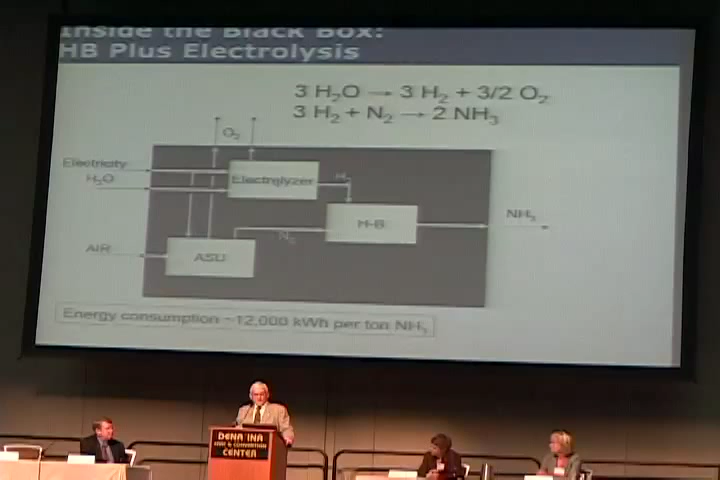 Inside the Black Box:
HB Plus Electrolysis
3 H₂O → 3 H₂ + 3/2 O₂
3 H₂ + N₂ → 2 NH₃
O₂
Electricity
H₂O
Electrolyzer
H₂
H-B
NH₃
N₂
AIR
ASU
Energy consumption ~12,000 kWh per ton NH₃
DENA'INA
CIVIC & CONVENTION
CENTER